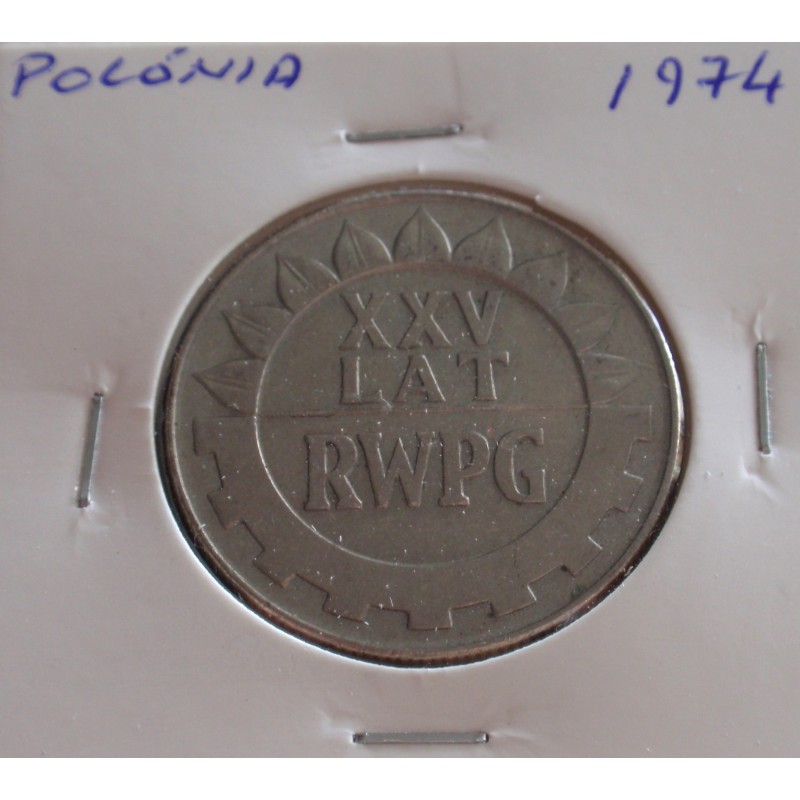 POLÓNIA 1974
XXV
LAT
RWPG